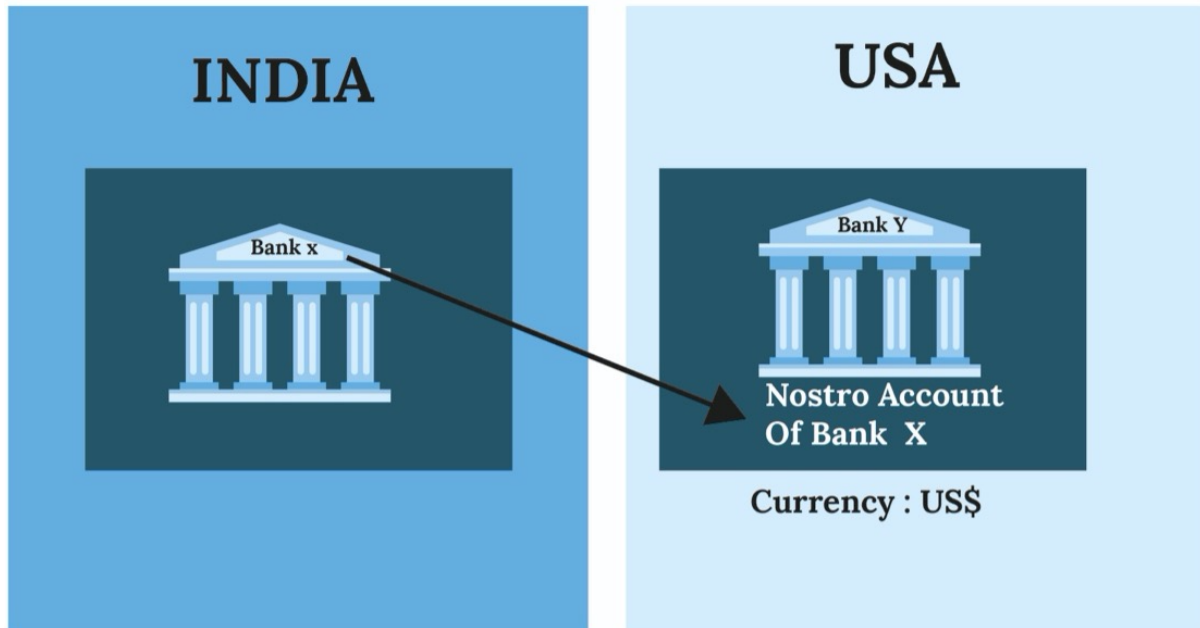 INDIA
Bank x
USA
Bank Y
Nostro Account
Of Bank X
Currency : US$